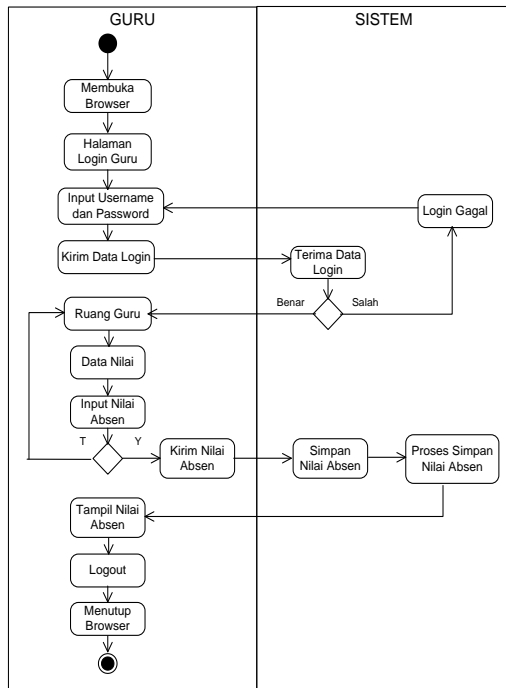 GURU
SISTEM
Membuka
Browser
Halaman
Login Guru
Input Username
dan Password
Login Gagal
Kirim Data Login
Terima Data
Login
Benar
Salah
Ruang Guru
Data Nilai
Input Nilai
Absen
T
Y
Kirim Nilai
Absen
Simpan
Nilai Absen
Proses Simpan
Nilai Absen
Tampil Nilai
Absen
Logout
Menutup
Browser